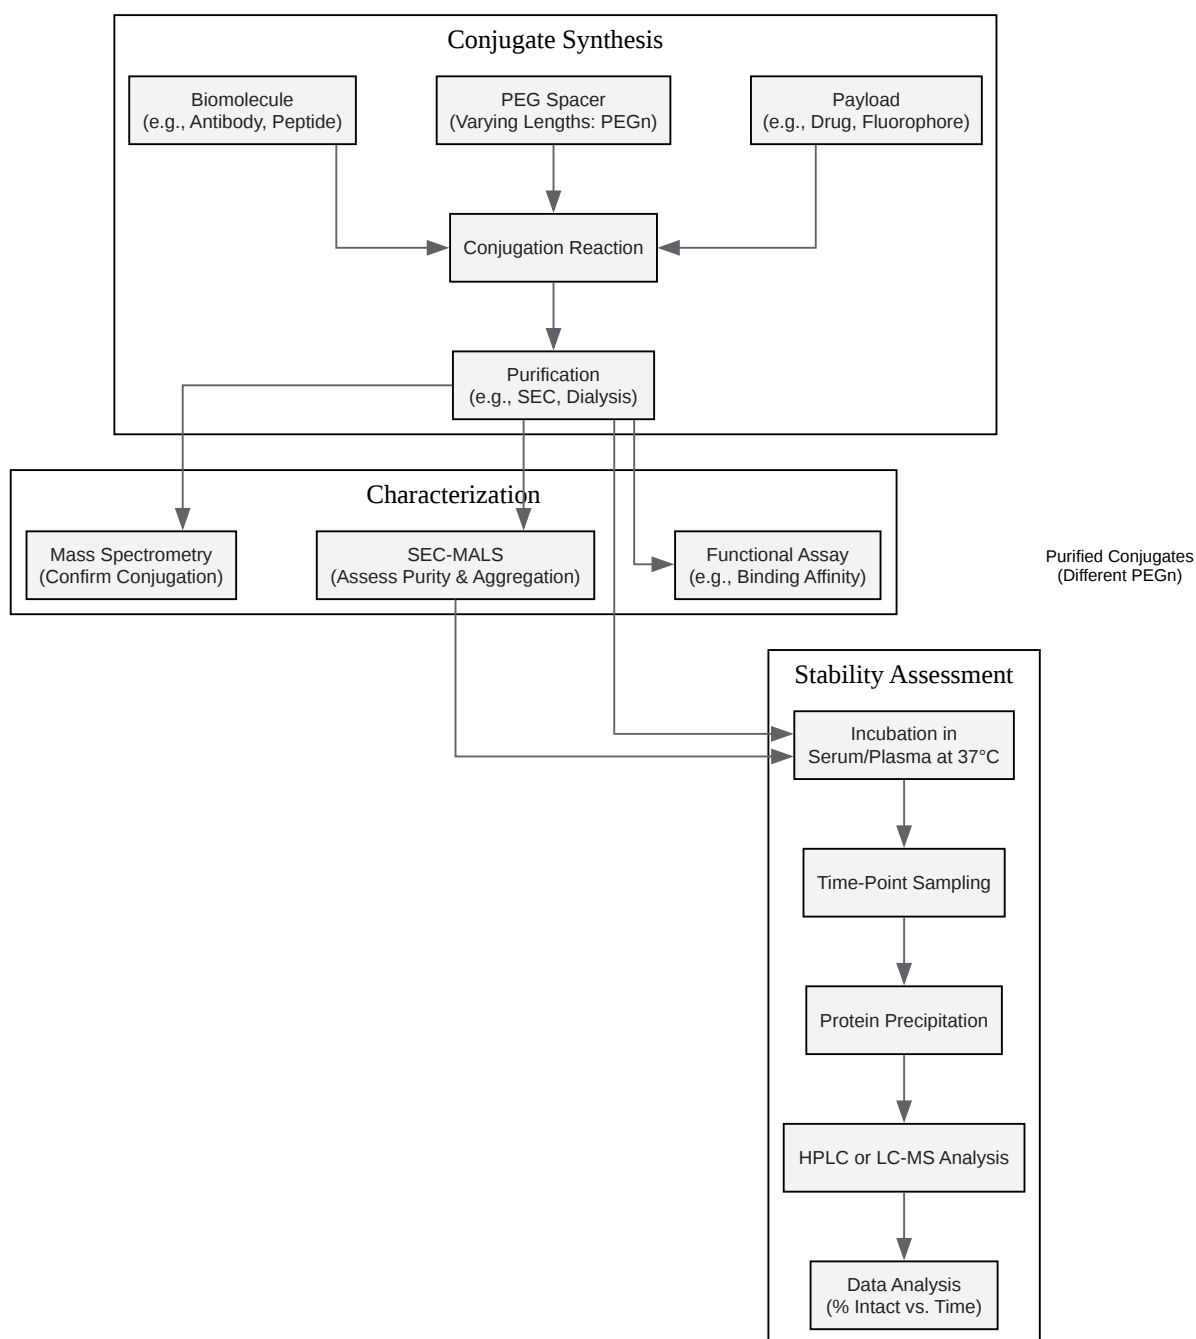 Conjugate Synthesis
Biomolecule
(e.g., Antibody, Peptide)
PEG Spacer
(Varying Lengths: PEGn)
Payload
(e.g., Drug, Fluorophore)
Conjugation Reaction
Purification
(e.g., SEC, Dialysis)
Characterization
Mass Spectrometry
(Confirm Conjugation)
SEC-MALS
(Assess Purity & Aggregation)
Functional Assay
(e.g., Binding Affinity)
Purified Conjugates
(Different PEGn)
Stability Assessment
Incubation in
Serum/Plasma at 37°C
Time-Point Sampling
Protein Precipitation
HPLC or LC-MS Analysis
Data Analysis
(% Intact vs. Time)